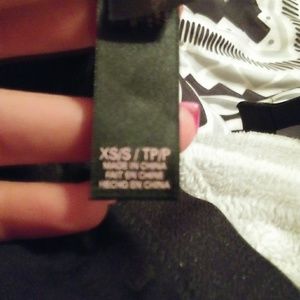 XS/S / TP/P
MADE IN CHINA
FAIT EN CHINE
HECHO EN CHINA